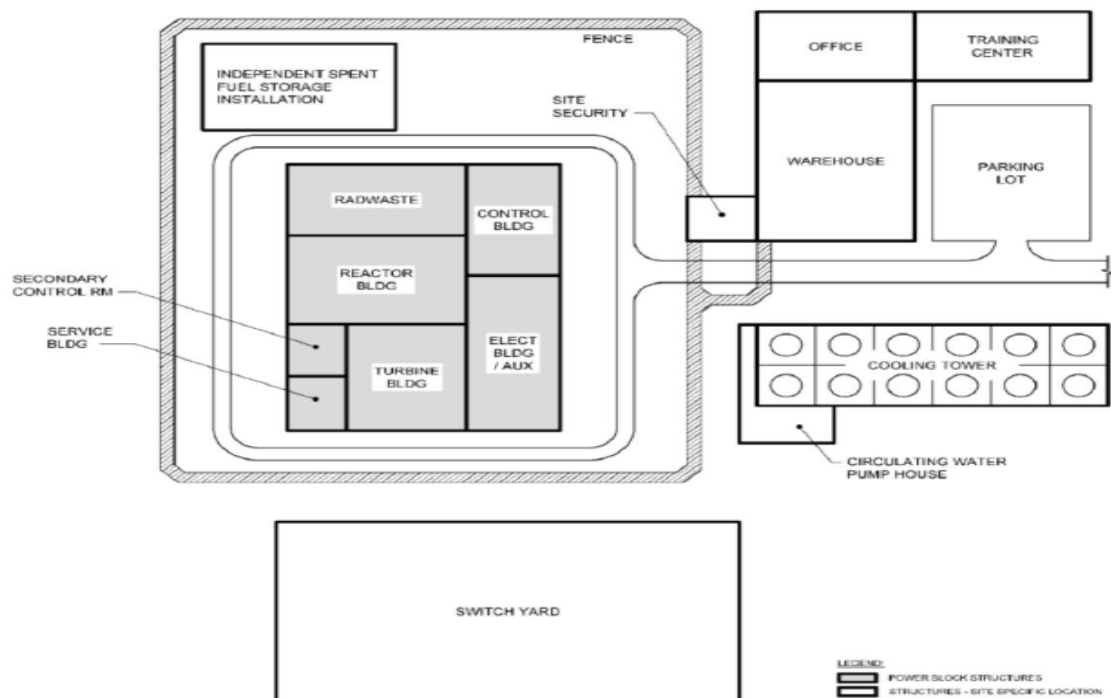 FENCE
OFFICE
TRAINING
CENTER
INDEPENDENT SPENT
FUEL STORAGE
INSTALLATION
SITE
SECURITY
WAREHOUSE
PARKING
LOT
RADWASTE
CONTROL
BLDG
REACTOR
BLDG
SECONDARY
CONTROL RM
SERVICE
BLDG
ELECT
BLDG
/ AUX
TURBINE
BLDG
COOLING TOWER
CIRCULATING WATER
PUMP HOUSE
SWITCH YARD
LEGEND:
POWER BLOCK STRUCTURES
STRUCTURES - SITE SPECIFIC LOCATION